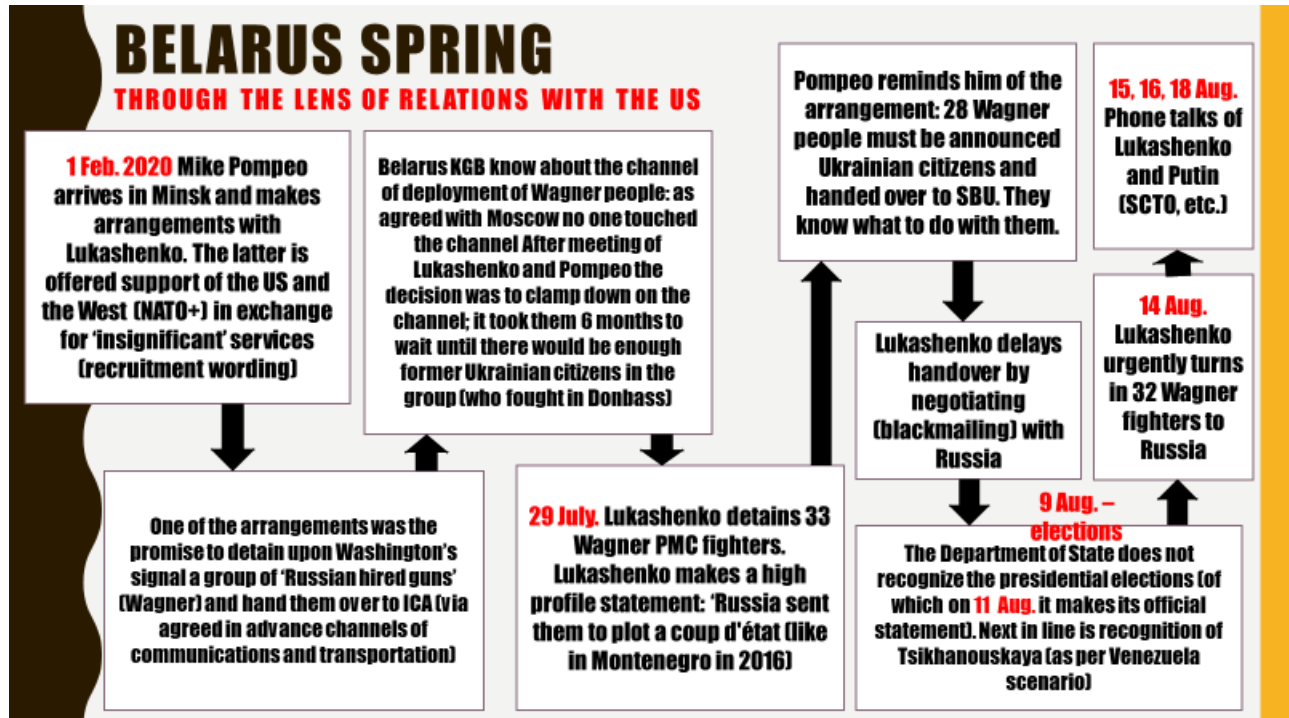 BELARUS SPRING
THROUGH THE LENS OF RELATIONS WITH THE US
1 Feb. 2020 Mike Pompeo
arrives in Minsk and makes
arrangements with
Lukashenko. The latter is
offered support of the US and
the West (NATO+) in exchange
for ‘insignificant’ services
(recruitment wording)
One of the arrangements was the
promise to detain upon Washington’s
signal a group of ‘Russian hired guns’
(Wagner) and hand them over to ICA (via
agreed in advance channels of
communications and transportation)
Belarus KGB know about the channel
of deployment of Wagner people: as
agreed with Moscow no one touched
the channel After meeting of
Lukashenko and Pompeo the
decision was to clamp down on the
channel; it took them 6 months to
wait until there would be enough
former Ukrainian citizens in the
group (who fought in Donbass)
29 July. Lukashenko detains 33
Wagner PMC fighters.
Lukashenko makes a high
profile statement: ‘Russia sent
them to plot a coup d'état (like
in Montenegro in 2016)
Pompeo reminds him of the
arrangement: 28 Wagner
people must be announced
Ukrainian citizens and
handed over to SBU. They
know what to do with them.
Lukashenko delays
handover by
negotiating
(blackmailing) with
Russia
9 Aug. –
elections
The Department of State does not
recognize the presidential elections (of
which on 11 Aug. it makes its official
statement). Next in line is recognition of
Tsikhanouskaya (as per Venezuela
scenario)
14 Aug.
Lukashenko
urgently turns
in 32 Wagner
fighters to
Russia
15, 16, 18 Aug.
Phone talks of
Lukashenko
and Putin
(SCTO, etc.)